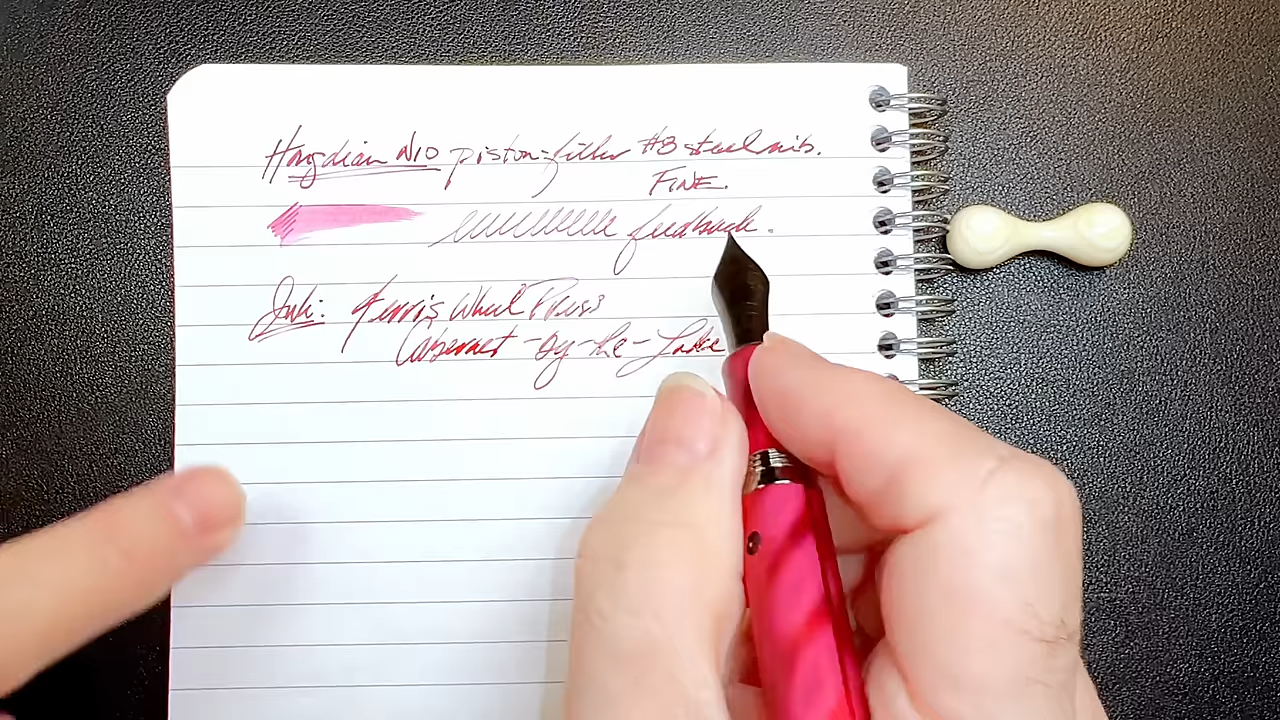 Hongdian N10 piston-filler #8 steel nib.
FINE.
feedback.
Ink: Ferris Wheel Press
Cabernet-by-the-Lake